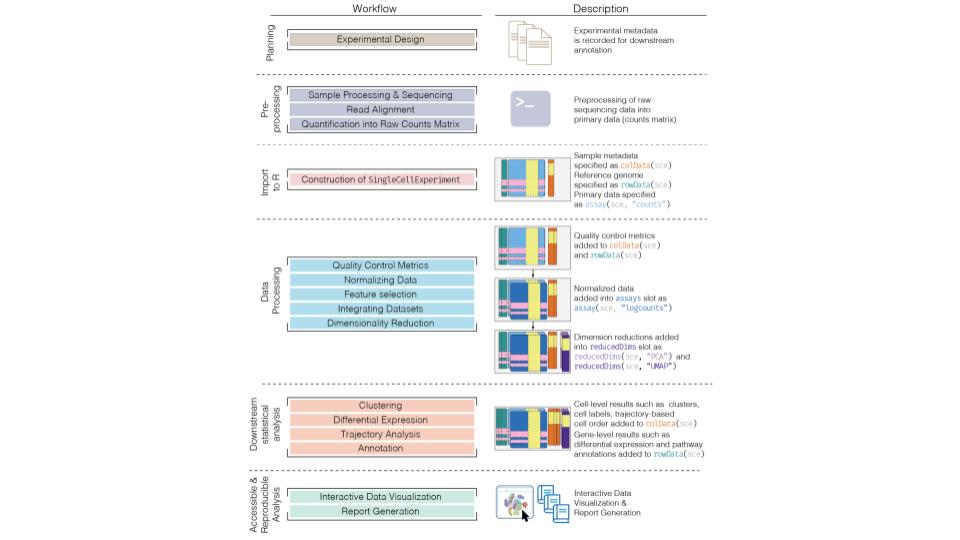 Workflow
Description
Planning
Experimental Design
Experimental metadata
is recorded for downstream
annotation
Pre-
processing
Sample Processing & Sequencing
Read Alignment
Quantification into Raw Counts Matrix
>_
Preprocessing of raw
sequencing data into
primary data (counts matrix)
Import
to R
Construction of SingleCellExperiment
Sample metadata
specified as colData(sce)
Reference genome
specified as rowData(sce)
Primary data specified
as assay(sce, "counts")
Data
Processing
Quality Control Metrics
Normalizing Data
Feature selection
Integrating Datasets
Dimensionality Reduction
Quality control metrics
added to colData(sce)
and rowData(sce)
Normalized data
added into assays slot as
assay(sce, "logcounts")
Dimension reductions added
into reducedDims slot as
reducedDims(sce, "PCA") and
reducedDims(sce, "UMAP")
Downstream
statistical
analysis
Clustering
Differential Expression
Trajectory Analysis
Annotation
Cell-level results such as clusters,
cell labels, trajectory-based
cell order added to colData(sce)
Gene-level results such as
differential expression and pathway
annotations added to rowData(sce)
Accessible &
Reproducible
Analysis
Interactive Data Visualization
Report Generation
Interactive Data
Visualization &
Report Generation